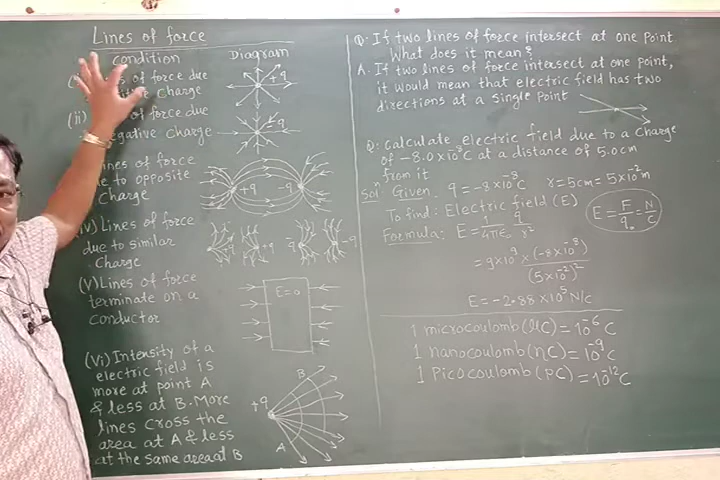 Lines of force
condition Diagram
of force due
Charge
+q
(ii) of force due
negative charge
-q
Lines of force
to opposite
Charge
+q -q
(iv) Lines of force
due to similar
Charge
+q -q -q
(V) Lines of force
terminate on a
conductor
E=0
(Vi) Intensity of a
electric field is
more at point A
& less at B. More
lines cross the
area at A & less
at the same area at B
B
+q
A
Q: If two lines of force intersect at one point
What does it mean?
A. If two lines of force intersect at one point,
it would mean that electric field has two
directions at a single point
Q: Calculate electric field due to a charge
of -8.0×10⁻⁸C at a distance of 5.0cm
from it
Solⁿ Given. q = -8×10⁻⁸C r = 5cm = 5×10⁻²m
To find: Electric field (E)
E = F/q₀ = N/C
Formula: E = 1/4πϵ₀ q/r²
= 9×10⁹ × (-8×10⁻⁸)/(5×10⁻²)²
E = -2.88×10⁵ N/C
1 microcoulomb (μC) = 10⁻⁶ C
1 nanocoulomb (nC) = 10⁻⁹ C
1 Picocoulomb (PC) = 10⁻¹² C